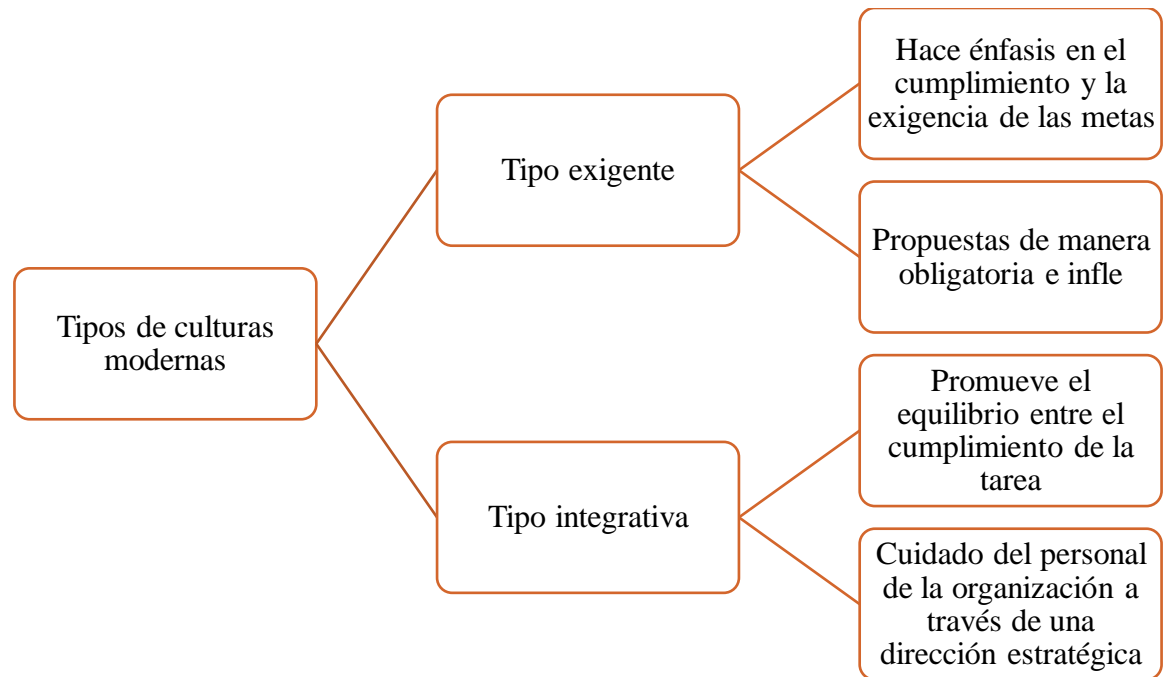 Tipos de culturas
modernas
Tipo exigente
Hace énfasis en el
cumplimiento y la
exigencia de las metas
Propuestas de manera
obligatoria e infle
Tipo integrativa
Promueve el
equilibrio entre el
cumplimiento de la
tarea
Cuidado del personal
de la organización a
través de una
dirección estratégica